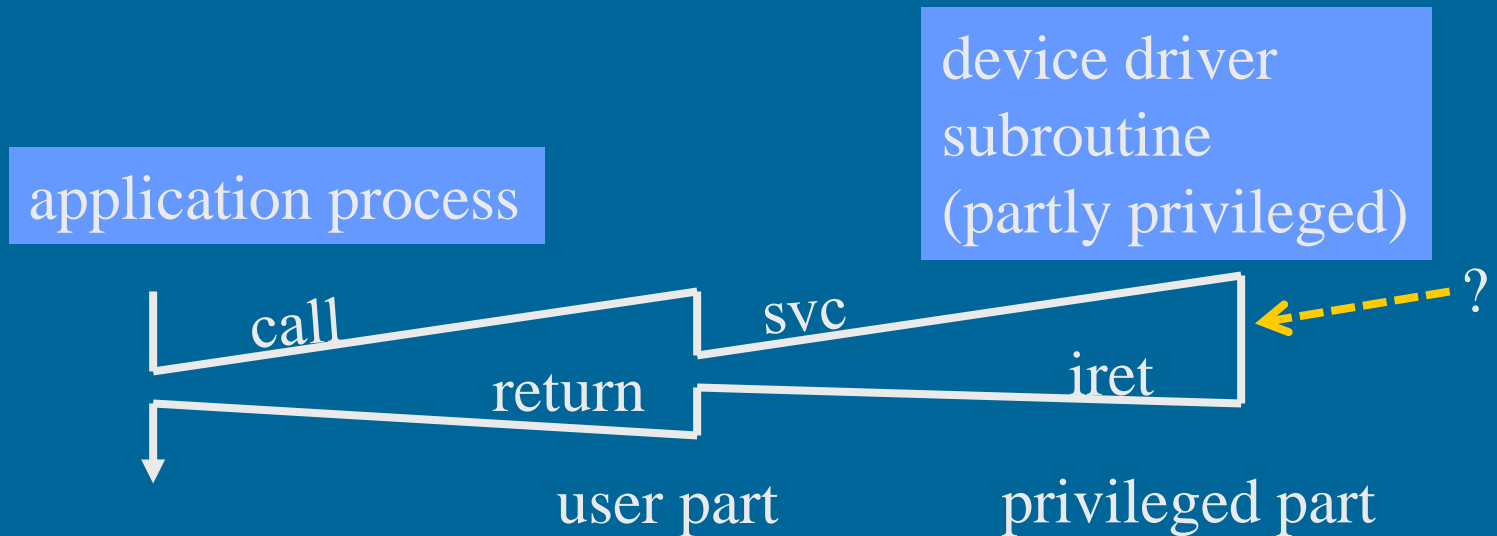 device driver
subroutine
(partly privileged)
application process
call
svc
?
return
iret
user part
privileged part